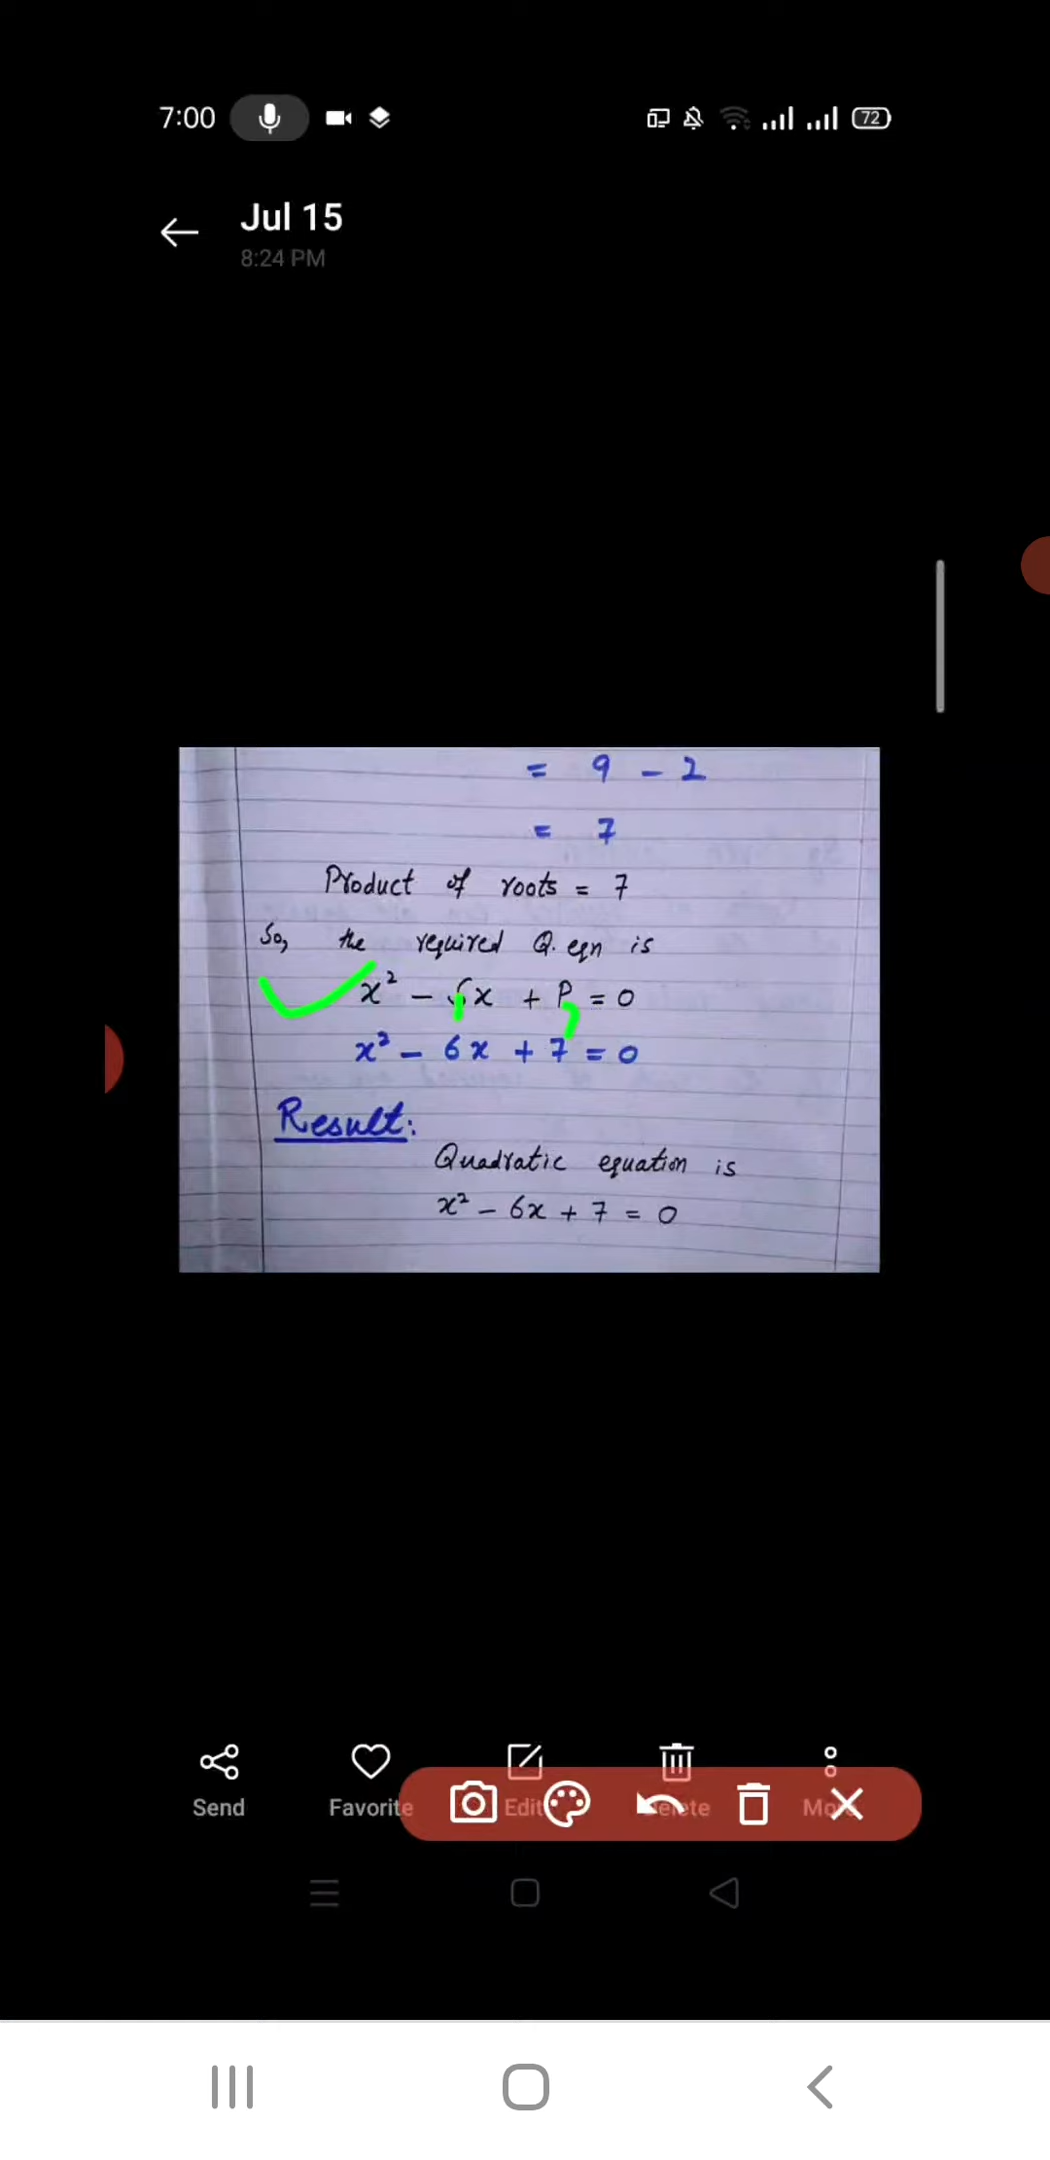 7:00
72
Jul 15
8:24 PM
= 9 - 2
= 7
Product of roots = 7
So, the required Q. eqn is
x² - Sx + P = 0
x² - 6x + 7 = 0
Result:
Quadratic equation is
x² - 6x + 7 = 0
Send Favorite Edit Delete More